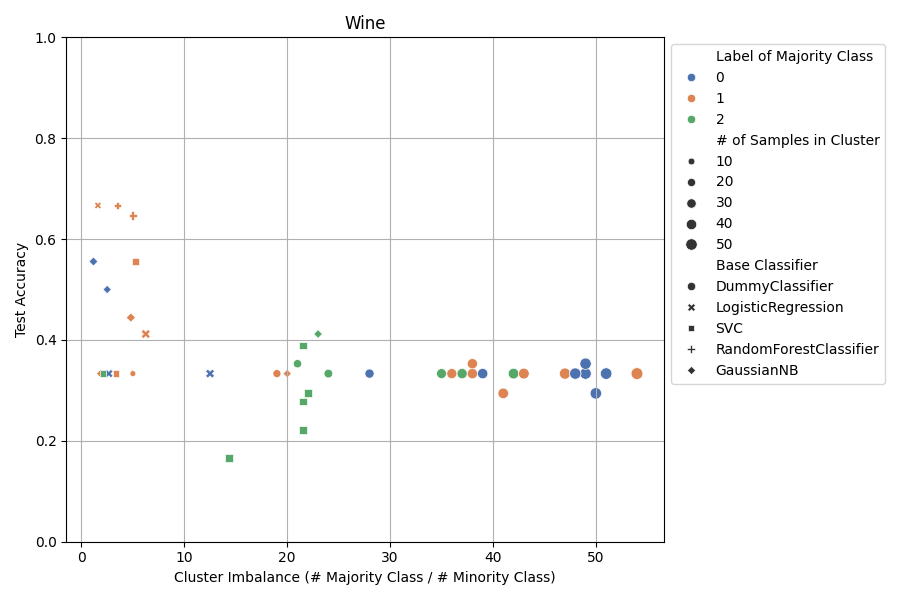 Wine
1.0
0.8
0.6
0.4
0.2
0.0
Test Accuracy
0 10 20 30 40 50
Cluster Imbalance (# Majority Class / # Minority Class)
Label of Majority Class
0
1
2
# of Samples in Cluster
10
20
30
40
50
Base Classifier
DummyClassifier
LogisticRegression
SVC
RandomForestClassifier
GaussianNB